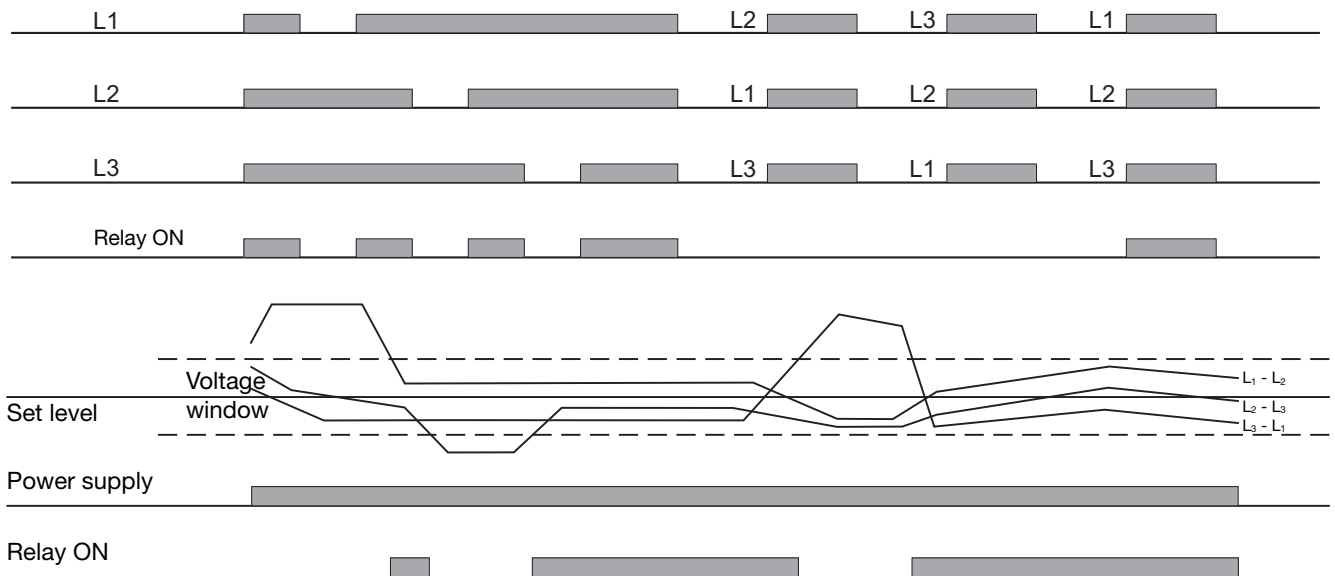 L1 L2 L3 L1
L2 L1 L2 L2
L3 L3 L1 L3
Relay ON
Voltage
window
Set level
L₁ - L₂
L₂ - L₃
L₃ - L₁
Power supply
Relay ON